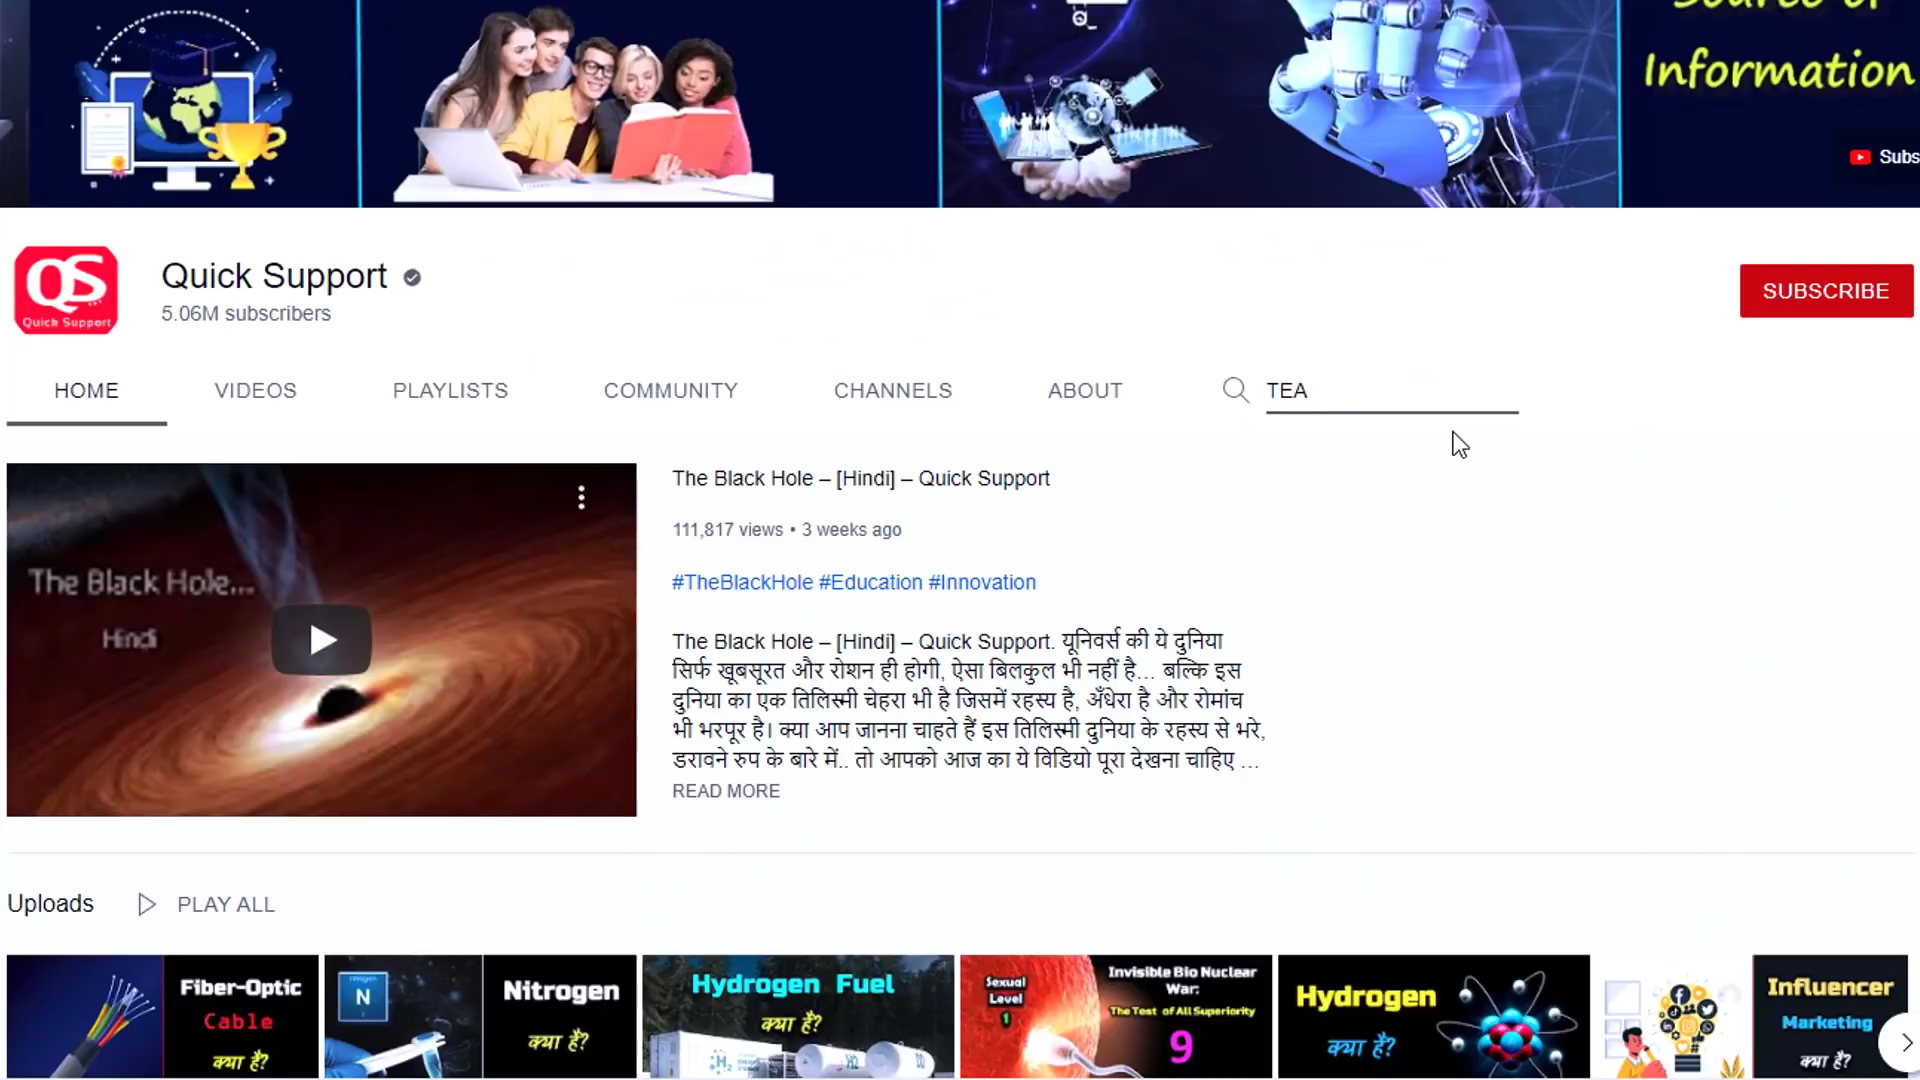 Source of
Information
Subs
QS
Quick Support
Quick Support
5.06M subscribers
SUBSCRIBE
HOME VIDEOS PLAYLISTS COMMUNITY CHANNELS ABOUT TEA
The Black Hole...
Hindi
The Black Hole – [Hindi] – Quick Support
111,817 views • 3 weeks ago
#TheBlackHole #Education #Innovation
The Black Hole – [Hindi] – Quick Support. यूनिवर्स की ये दुनिया
सिर्फ खूबसूरत और रोशन ही होगी, ऐसा बिलकुल भी नहीं है... बल्कि इस
दुनिया का एक तिलिस्मी चेहरा भी है जिसमें रहस्य है, अँधेरा है और रोमांच
भी भरपूर है। क्या आप जानना चाहते हैं इस तिलिस्मी दुनिया के रहस्य से भरे,
डरावने रुप के बारे में.. तो आपको आज का ये विडियो पूरा देखना चाहिए ...
READ MORE
Uploads PLAY ALL
Fiber-Optic
Cable
क्या है?
N
Nitrogen
क्या है?
Hydrogen Fuel
क्या है?
H2
H2
Sexual
Level
1
Invisible Bio Nuclear
War:
The Test of All Superiority
9
Hydrogen
क्या है?
Influencer
Marketing
क्या है?